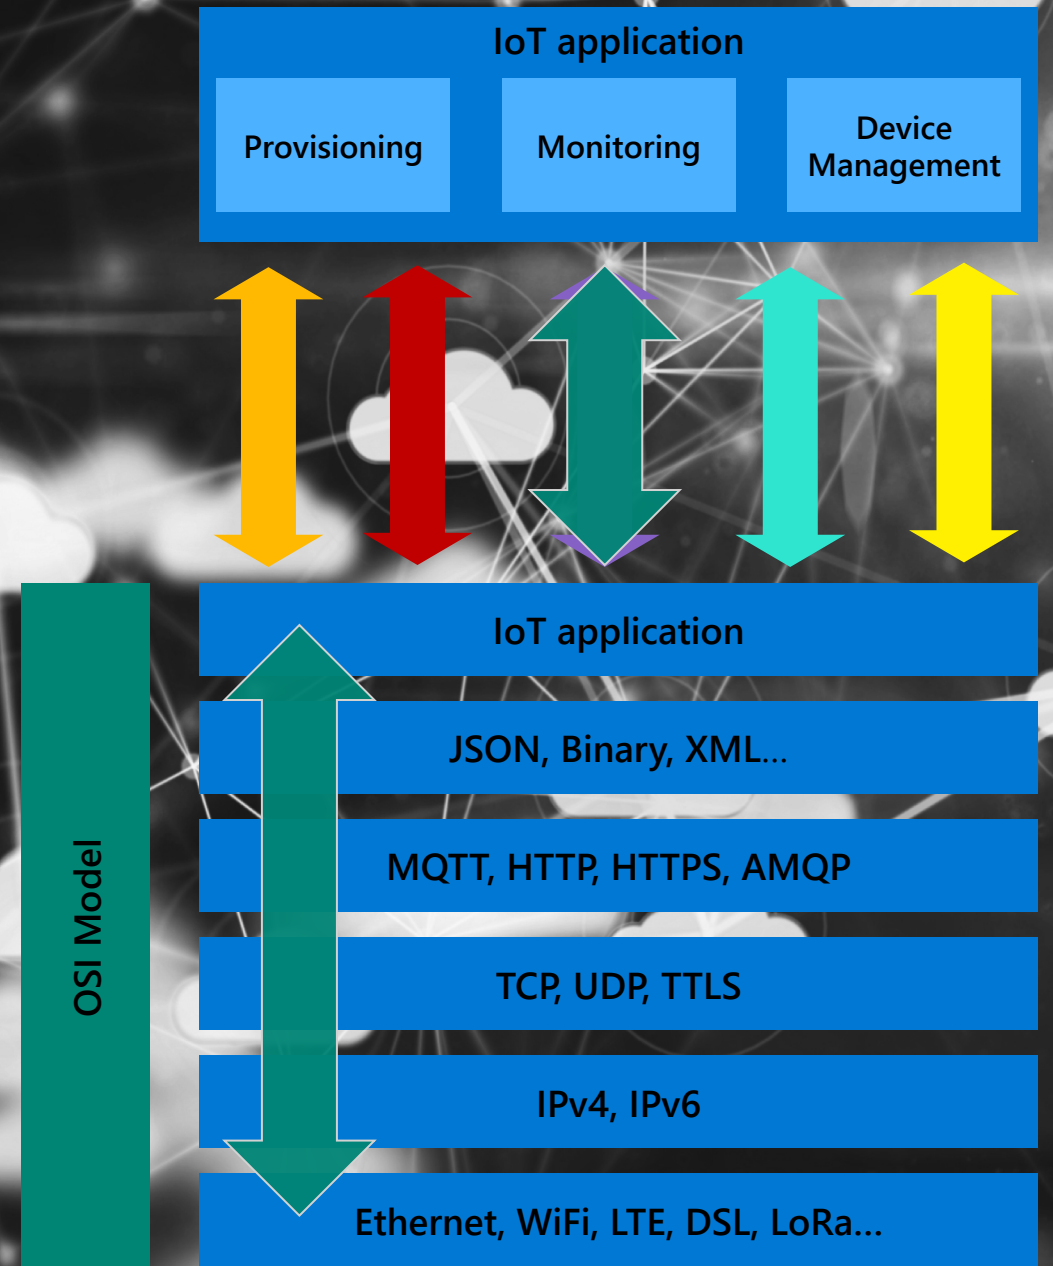 IoT application
Provisioning
Monitoring
Device
Management
OSI Model
IoT application
JSON, Binary, XML...
MQTT, HTTP, HTTPS, AMQP
TCP, UDP, TTLS
IPv4, IPv6
Ethernet, WiFi, LTE, DSL, LoRa...